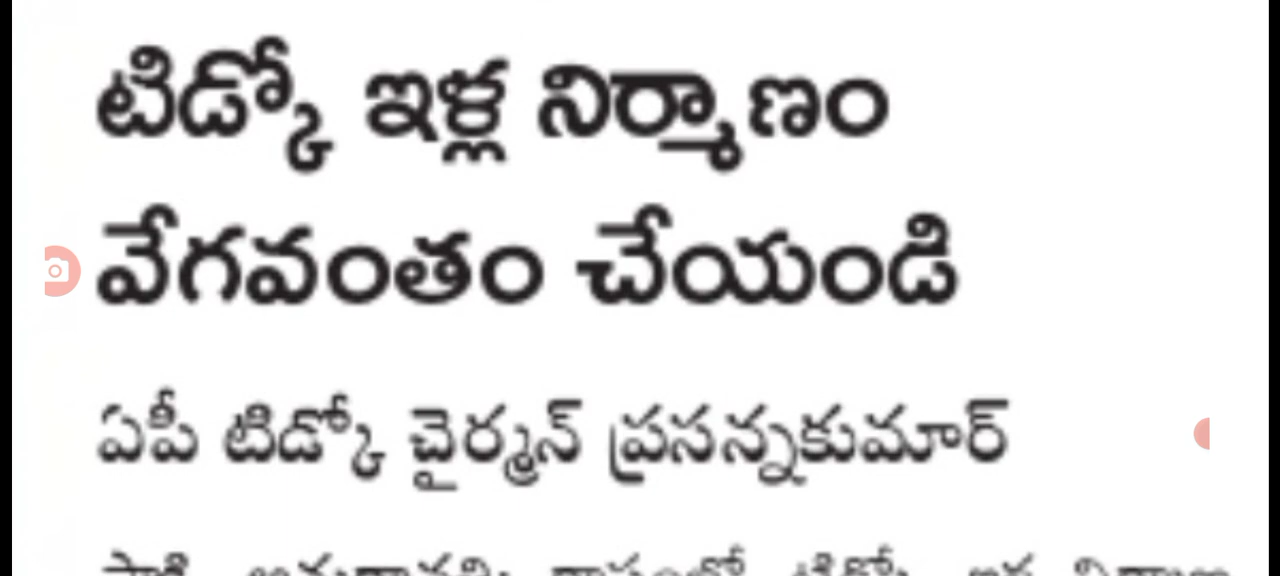 టిడ్కో ఇళ్ల నిర్మాణం
వేగవంతం చేయండి
ఏపీ టిడ్కో చైర్మన్ ప్రసన్నకుమార్